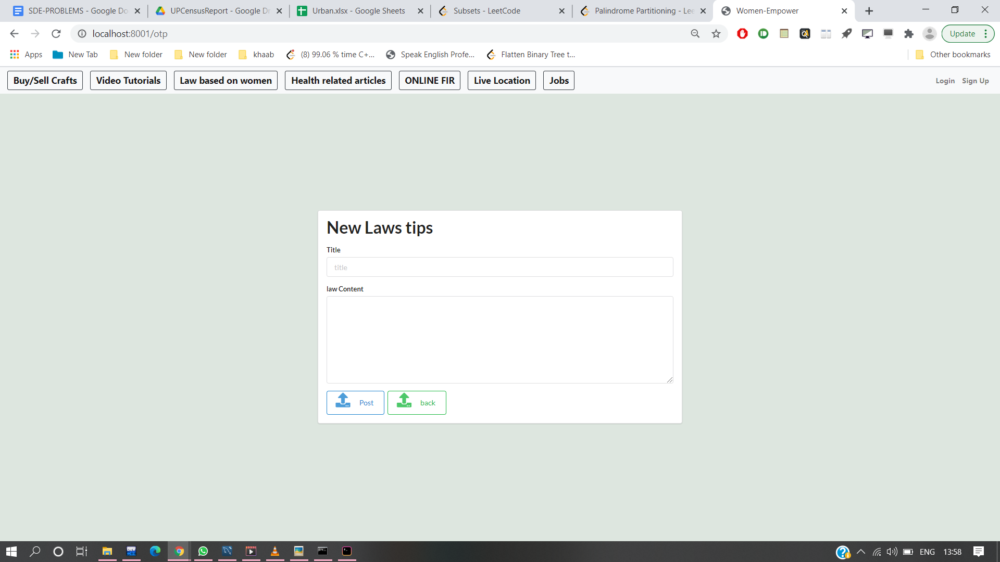 SDE-PROBLEMS - Google Do
UPCensusReport - Google Dr
Urban.xlsx - Google Sheets
Subsets - LeetCode
Palindrome Partitioning - Lee
Women-Empower
localhost:8001/otp
Update
Apps
New Tab
New folder
New folder
khaab
(8) 99.06 % time C+...
Speak English Profe...
Flatten Binary Tree t...
Other bookmarks
Buy/Sell Crafts
Video Tutorials
Law based on women
Health related articles
ONLINE FIR
Live Location
Jobs
Login
Sign Up
New Laws tips
Title
title
law Content
Post
back
DEV
ENG
13:58